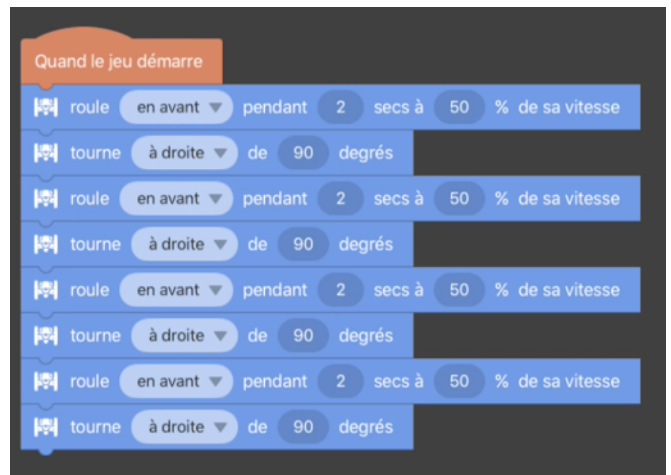 Quand le jeu démarre
roule en avant pendant 2 secs à 50 % de sa vitesse
tourne à droite de 90 degrés
roule en avant pendant 2 secs à 50 % de sa vitesse
tourne à droite de 90 degrés
roule en avant pendant 2 secs à 50 % de sa vitesse
tourne à droite de 90 degrés
roule en avant pendant 2 secs à 50 % de sa vitesse
tourne à droite de 90 degrés